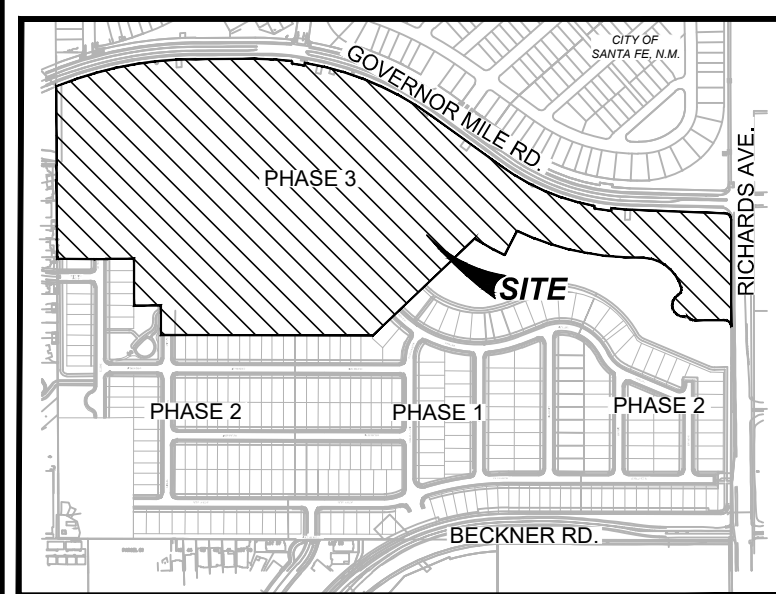 CITY OF
SANTA FE, N.M.
GOVERNOR MILE RD.
RICHARDS AVE.
PHASE 3
SITE
PHASE 2
PHASE 1
PHASE 2
BECKNER RD.